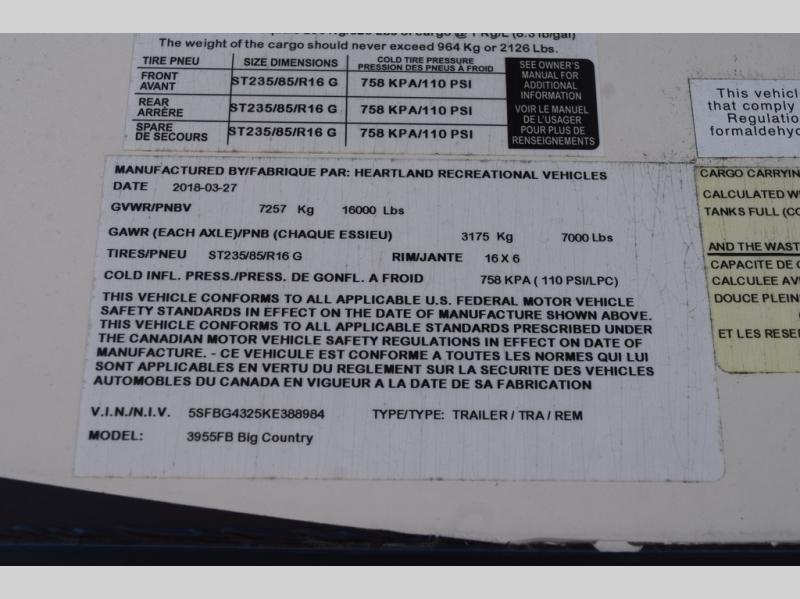 The weight of the cargo should never exceed 964 Kg or 2126 Lbs.
TIRE PNEU SIZE DIMENSIONS COLD TIRE PRESSURE
PRESSION DES PNEUS À FROID
FRONT
AVANT ST235/85/R16 G 758 KPA/110 PSI
REAR
ARRÈRE ST235/85/R16 G 758 KPA/110 PSI
SPARE
DE SECOURS ST235/85/R16 G 758 KPA/110 PSI
SEE OWNER'S
MANUAL FOR
ADDITIONAL
INFORMATION
VOIR LE MANUEL
DE L'USAGER
POUR PLUS DE
RENSEIGNEMENTS
This vehicl
that comply
Regulatio
formaldehyd
MANUFACTURED BY/FABRIQUE PAR: HEARTLAND RECREATIONAL VEHICLES
DATE 2018-03-27
GVWR/PNBV 7257 Kg 16000 Lbs
GAWR (EACH AXLE)/PNB (CHAQUE ESSIEU) 3175 Kg 7000 Lbs
TIRES/PNEU ST235/85/R16 G RIM/JANTE 16 X 6
COLD INFL. PRESS./PRESS. DE GONFL. A FROID 758 KPA ( 110 PSI/LPC)
THIS VEHICLE CONFORMS TO ALL APPLICABLE U.S. FEDERAL MOTOR VEHICLE
SAFETY STANDARDS IN EFFECT ON THE DATE OF MANUFACTURE SHOWN ABOVE.
THIS VEHICLE CONFORMS TO ALL APPLICABLE STANDARDS PRESCRIBED UNDER
THE CANADIAN MOTOR VEHICLE SAFETY REGULATIONS IN EFFECT ON DATE OF
MANUFACTURE. - CE VEHICULE EST CONFORME A TOUTES LES NORMES QUI LUI
SONT APPLICABLES EN VERTU DU REGLEMENT SUR LA SECURITE DES VEHICLES
AUTOMOBILES DU CANADA EN VIGUEUR A LA DATE DE SA FABRICATION
V.I.N./N.I.V. 5SFBG4325KE388984 TYPE/TYPE: TRAILER / TRA / REM
MODEL: 3955FB Big Country
CARGO CARRYIN
CALCULATED W
TANKS FULL (CO
AND THE WAST
CAPACITE DE C
CALCULEE AV
DOUCE PLEIN
ET LES RESE